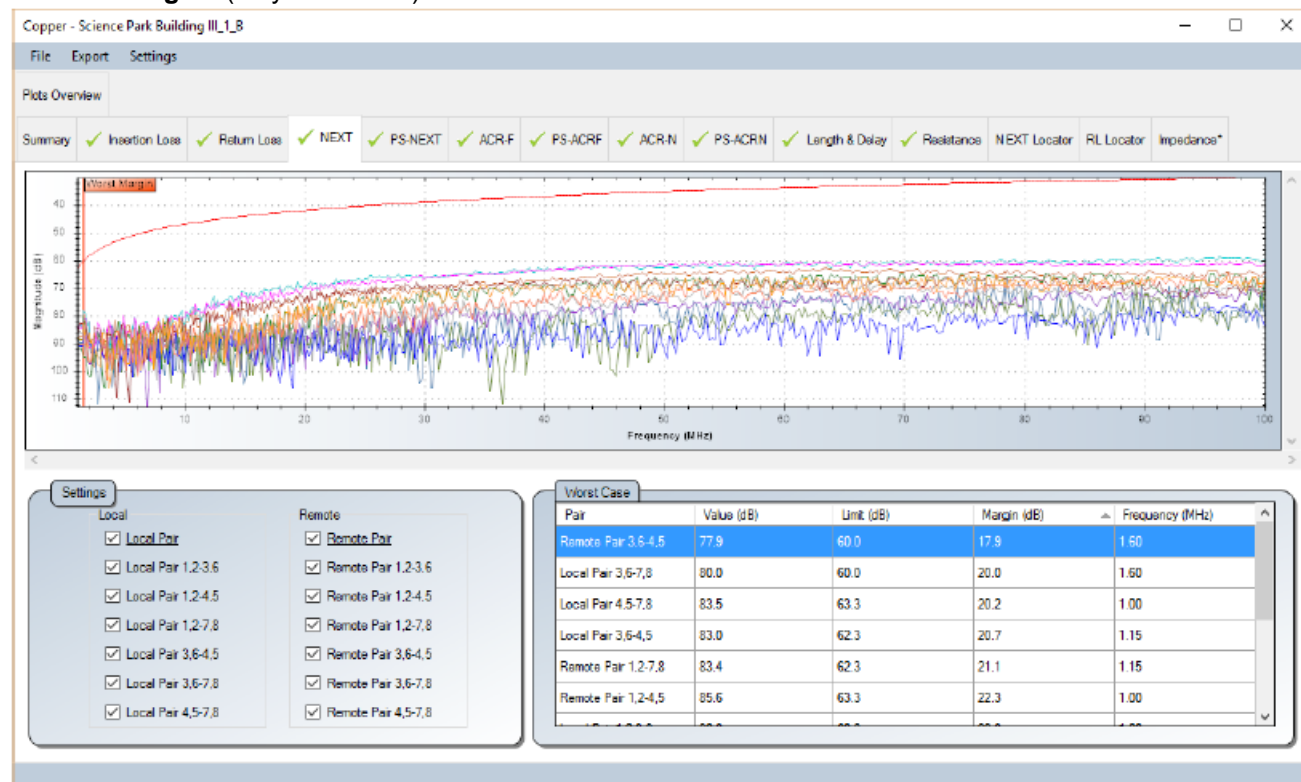 Copper - Science Park Building III_1_B
File Export Settings
Plots Overview
Summary Insertion Loss Return Loss NEXT PS-NEXT ACR-F PS-ACRF ACR-N PS-ACRN Length & Delay Resistance NEXT Locator RL Locator Impedance*
Worst Margin
Magnitude (dB)
40
50
60
70
80
90
100
110
10 20 30 40 50 60 70 80 90 100
Frequency (MHz)
Settings
Local Remote
Local Pair Remote Pair
Local Pair 1,2-3.6 Remote Pair 1,2-3.6
Local Pair 1,2-4.5 Remote Pair 1,2-4.5
Local Pair 1,2-7,8 Remote Pair 1,2-7,8
Local Pair 3,6-4,5 Remote Pair 3,6-4,5
Local Pair 3,6-7,8 Remote Pair 3,6-7,8
Local Pair 4,5-7,8 Remote Pair 4,5-7,8
Worst Case
Pair Value (dB) Limit (dB) Margin (dB) Frequency (MHz)
Remote Pair 3,6-4,5 77.9 60.0 17.9 1.60
Local Pair 3,6-7,8 80.0 60.0 20.0 1.60
Local Pair 4,5-7,8 83.5 63.3 20.2 1.00
Local Pair 3,6-4,5 83.0 62.3 20.7 1.15
Remote Pair 1,2-7,8 83.4 62.3 21.1 1.15
Remote Pair 1,2-4,5 85.6 63.3 22.3 1.00